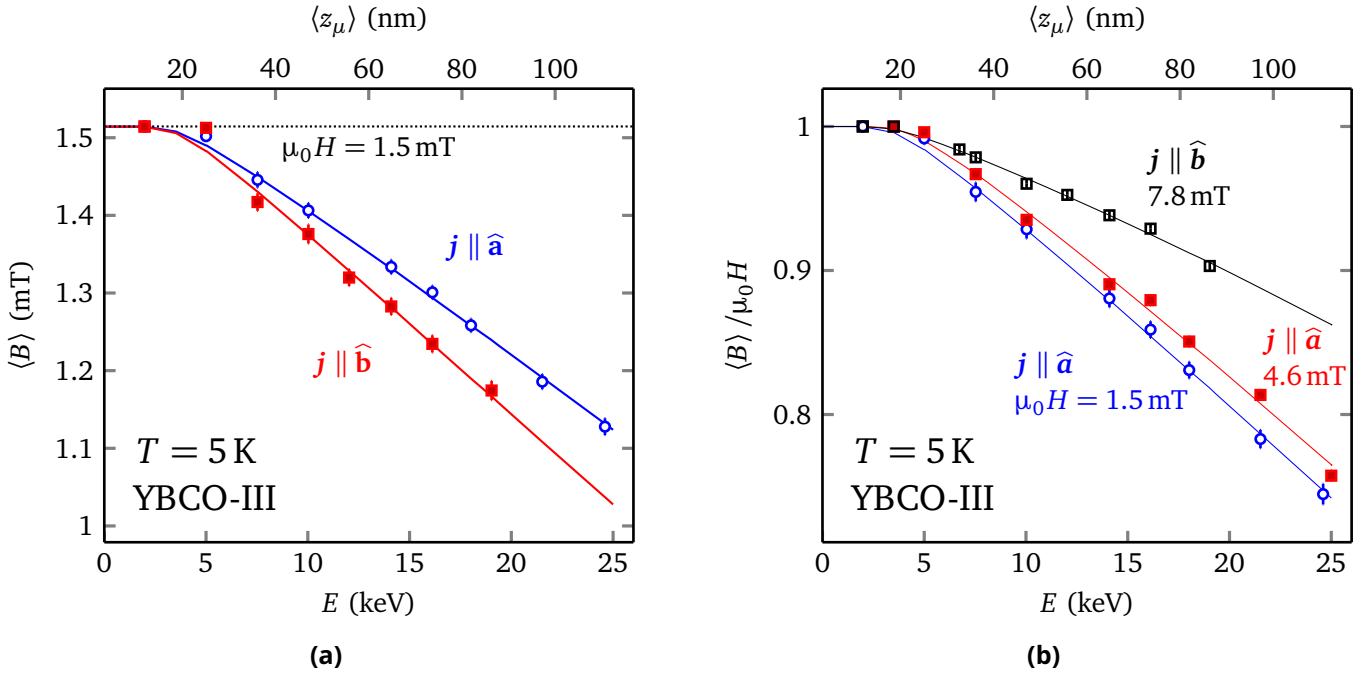 ⟨z_μ⟩ (nm)
20 40 60 80 100
1.5
1.4
1.3
1.2
1.1
1
⟨B⟩ (mT)
μ₀H = 1.5 mT
j ∥ â
j ∥ b̂
T = 5 K
YBCO-III
0 5 10 15 20 25
E (keV)
(a)
⟨z_μ⟩ (nm)
20 40 60 80 100
1
0.9
0.8
⟨B⟩ /μ₀H
j ∥ b̂
7.8 mT
j ∥ â
4.6 mT
j ∥ â
μ₀H = 1.5 mT
T = 5 K
YBCO-III
0 5 10 15 20 25
E (keV)
(b)